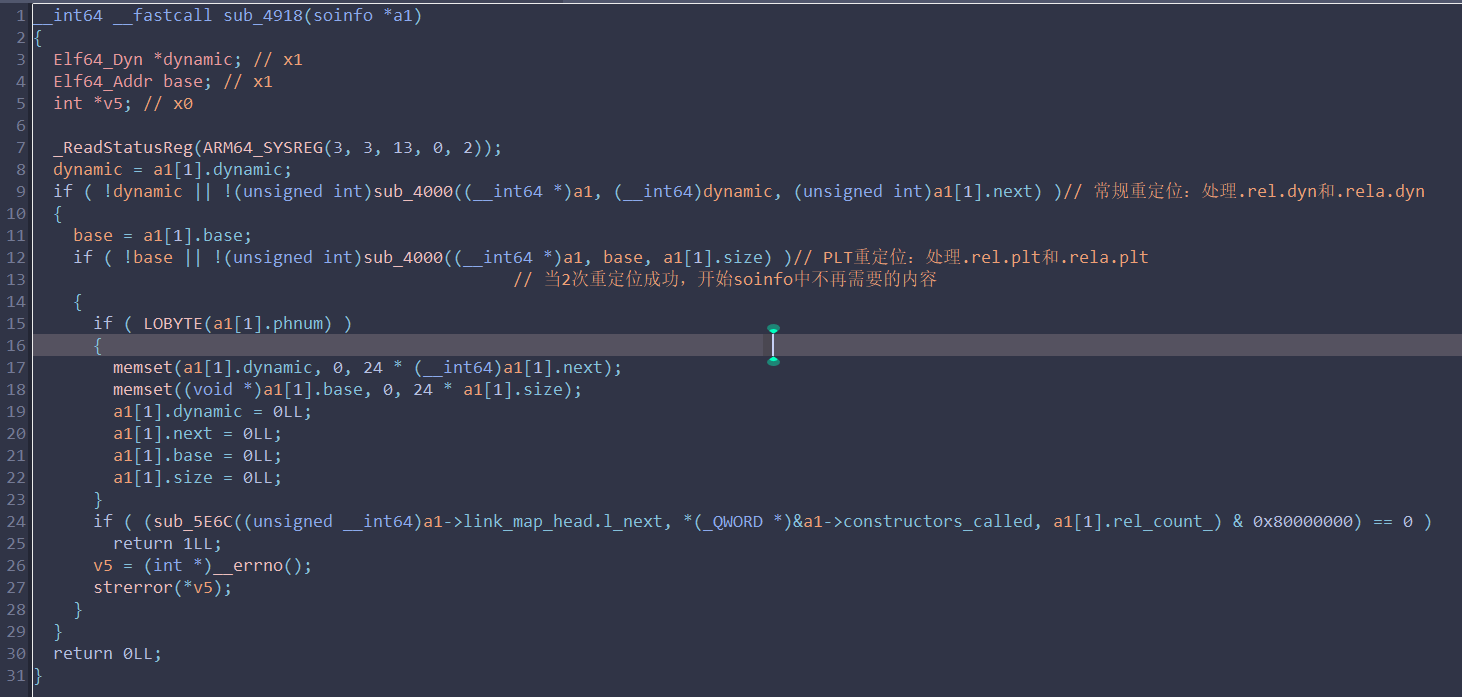 1 __int64 __fastcall sub_4918(soinfo *a1)
2 {
3 Elf64_Dyn *dynamic; // x1
4 Elf64_Addr base; // x1
5 int *v5; // x0
6
7 _ReadStatusReg(ARM64_SYSREG(3, 3, 13, 0, 2));
8 dynamic = a1[1].dynamic;
9 if ( !dynamic || !(unsigned int)sub_4000((__int64 *)a1, (__int64)dynamic, (unsigned int)a1[1].next) )// 常规重定位：处理.rel.dyn和.rela.dyn
10 {
11 base = a1[1].base;
12 if ( !base || !(unsigned int)sub_4000((__int64 *)a1, base, a1[1].size) )// PLT重定位：处理.rel.plt和.rela.plt
13 // 当2次重定位成功，开始soinfo中不再需要的内容
14 {
15 if ( LOBYTE(a1[1].phnum) )
16 {
17 memset(a1[1].dynamic, 0, 24 * (__int64)a1[1].next);
18 memset((void *)a1[1].base, 0, 24 * a1[1].size);
19 a1[1].dynamic = 0LL;
20 a1[1].next = 0LL;
21 a1[1].base = 0LL;
22 a1[1].size = 0LL;
23 }
24 if ( (sub_5E6C((unsigned __int64)a1->link_map_head.l_next, *(_QWORD *)&a1->constructors_called, a1[1].rel_count_) & 0x80000000) == 0 )
25 return 1LL;
26 v5 = (int *)__errno();
27 strerror(*v5);
28 }
29 }
30 return 0LL;
31 }